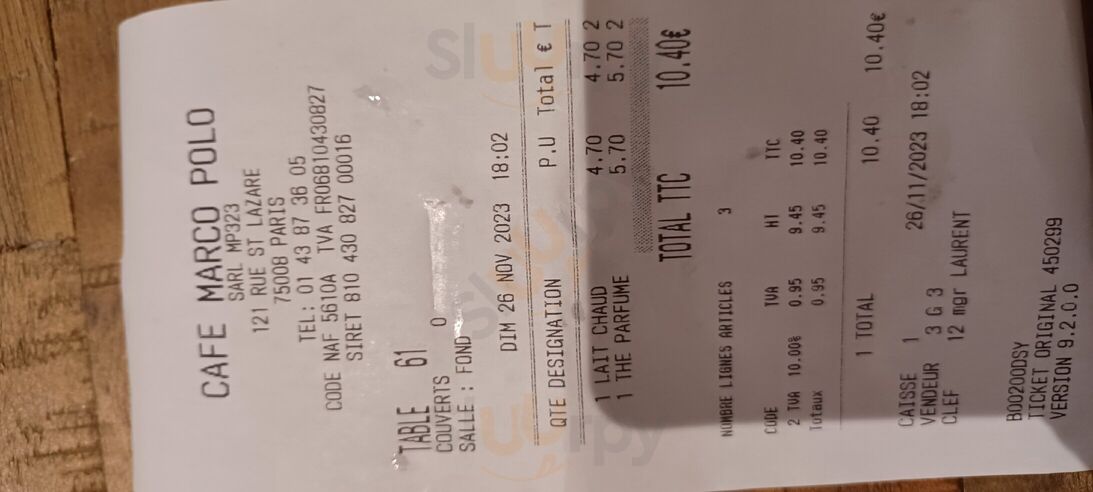 CAFE MARCO POLO
SARL MP323
121 RUE ST LAZARE
75008 PARIS
TEL: 01 43 87 36 05
CODE NAF 5610A TVA FR06810430827
SIRET 810 430 827 00016
TABLE 61
COUVERTS 0
SALLE : FOND
DIM 26 NOV 2023 18:02
QTE DESIGNATION P.U Total € T
1 LAIT CHAUD 4.70 4.70 2
1 THE PARFUME 5.70 5.70 2
TOTAL TTC 10.40€
NOMBRE LIGNES ARTICLES 3
CODE TVA HT TTC
2 TVA 10.00% 0.95 9.45 10.40
Totaux 0.95 9.45 10.40
1 TOTAL 10.40 10.40€
CAISSE 1 26/11/2023 18:02
VENDEUR 3 G 3
CLEF 12 mgr LAURENT
B00200DSY
TICKET ORIGINAL 450299
VERSION 9.2.0.0
Sluurpy
Sluurpy